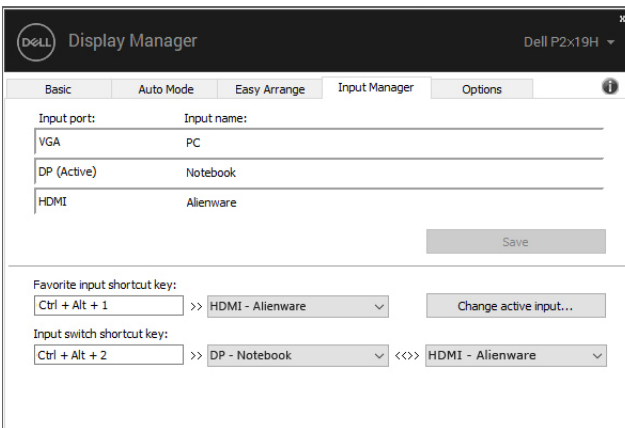 DELL Display Manager Dell P2x19H
x
Basic Auto Mode Easy Arrange Input Manager Options i
Input port: Input name:
VGA PC
DP (Active) Notebook
HDMI Alienware
Save
Favorite input shortcut key:
Ctrl + Alt + 1 >> HDMI - Alienware Change active input...
Input switch shortcut key:
Ctrl + Alt + 2 >> DP - Notebook <<>> HDMI - Alienware